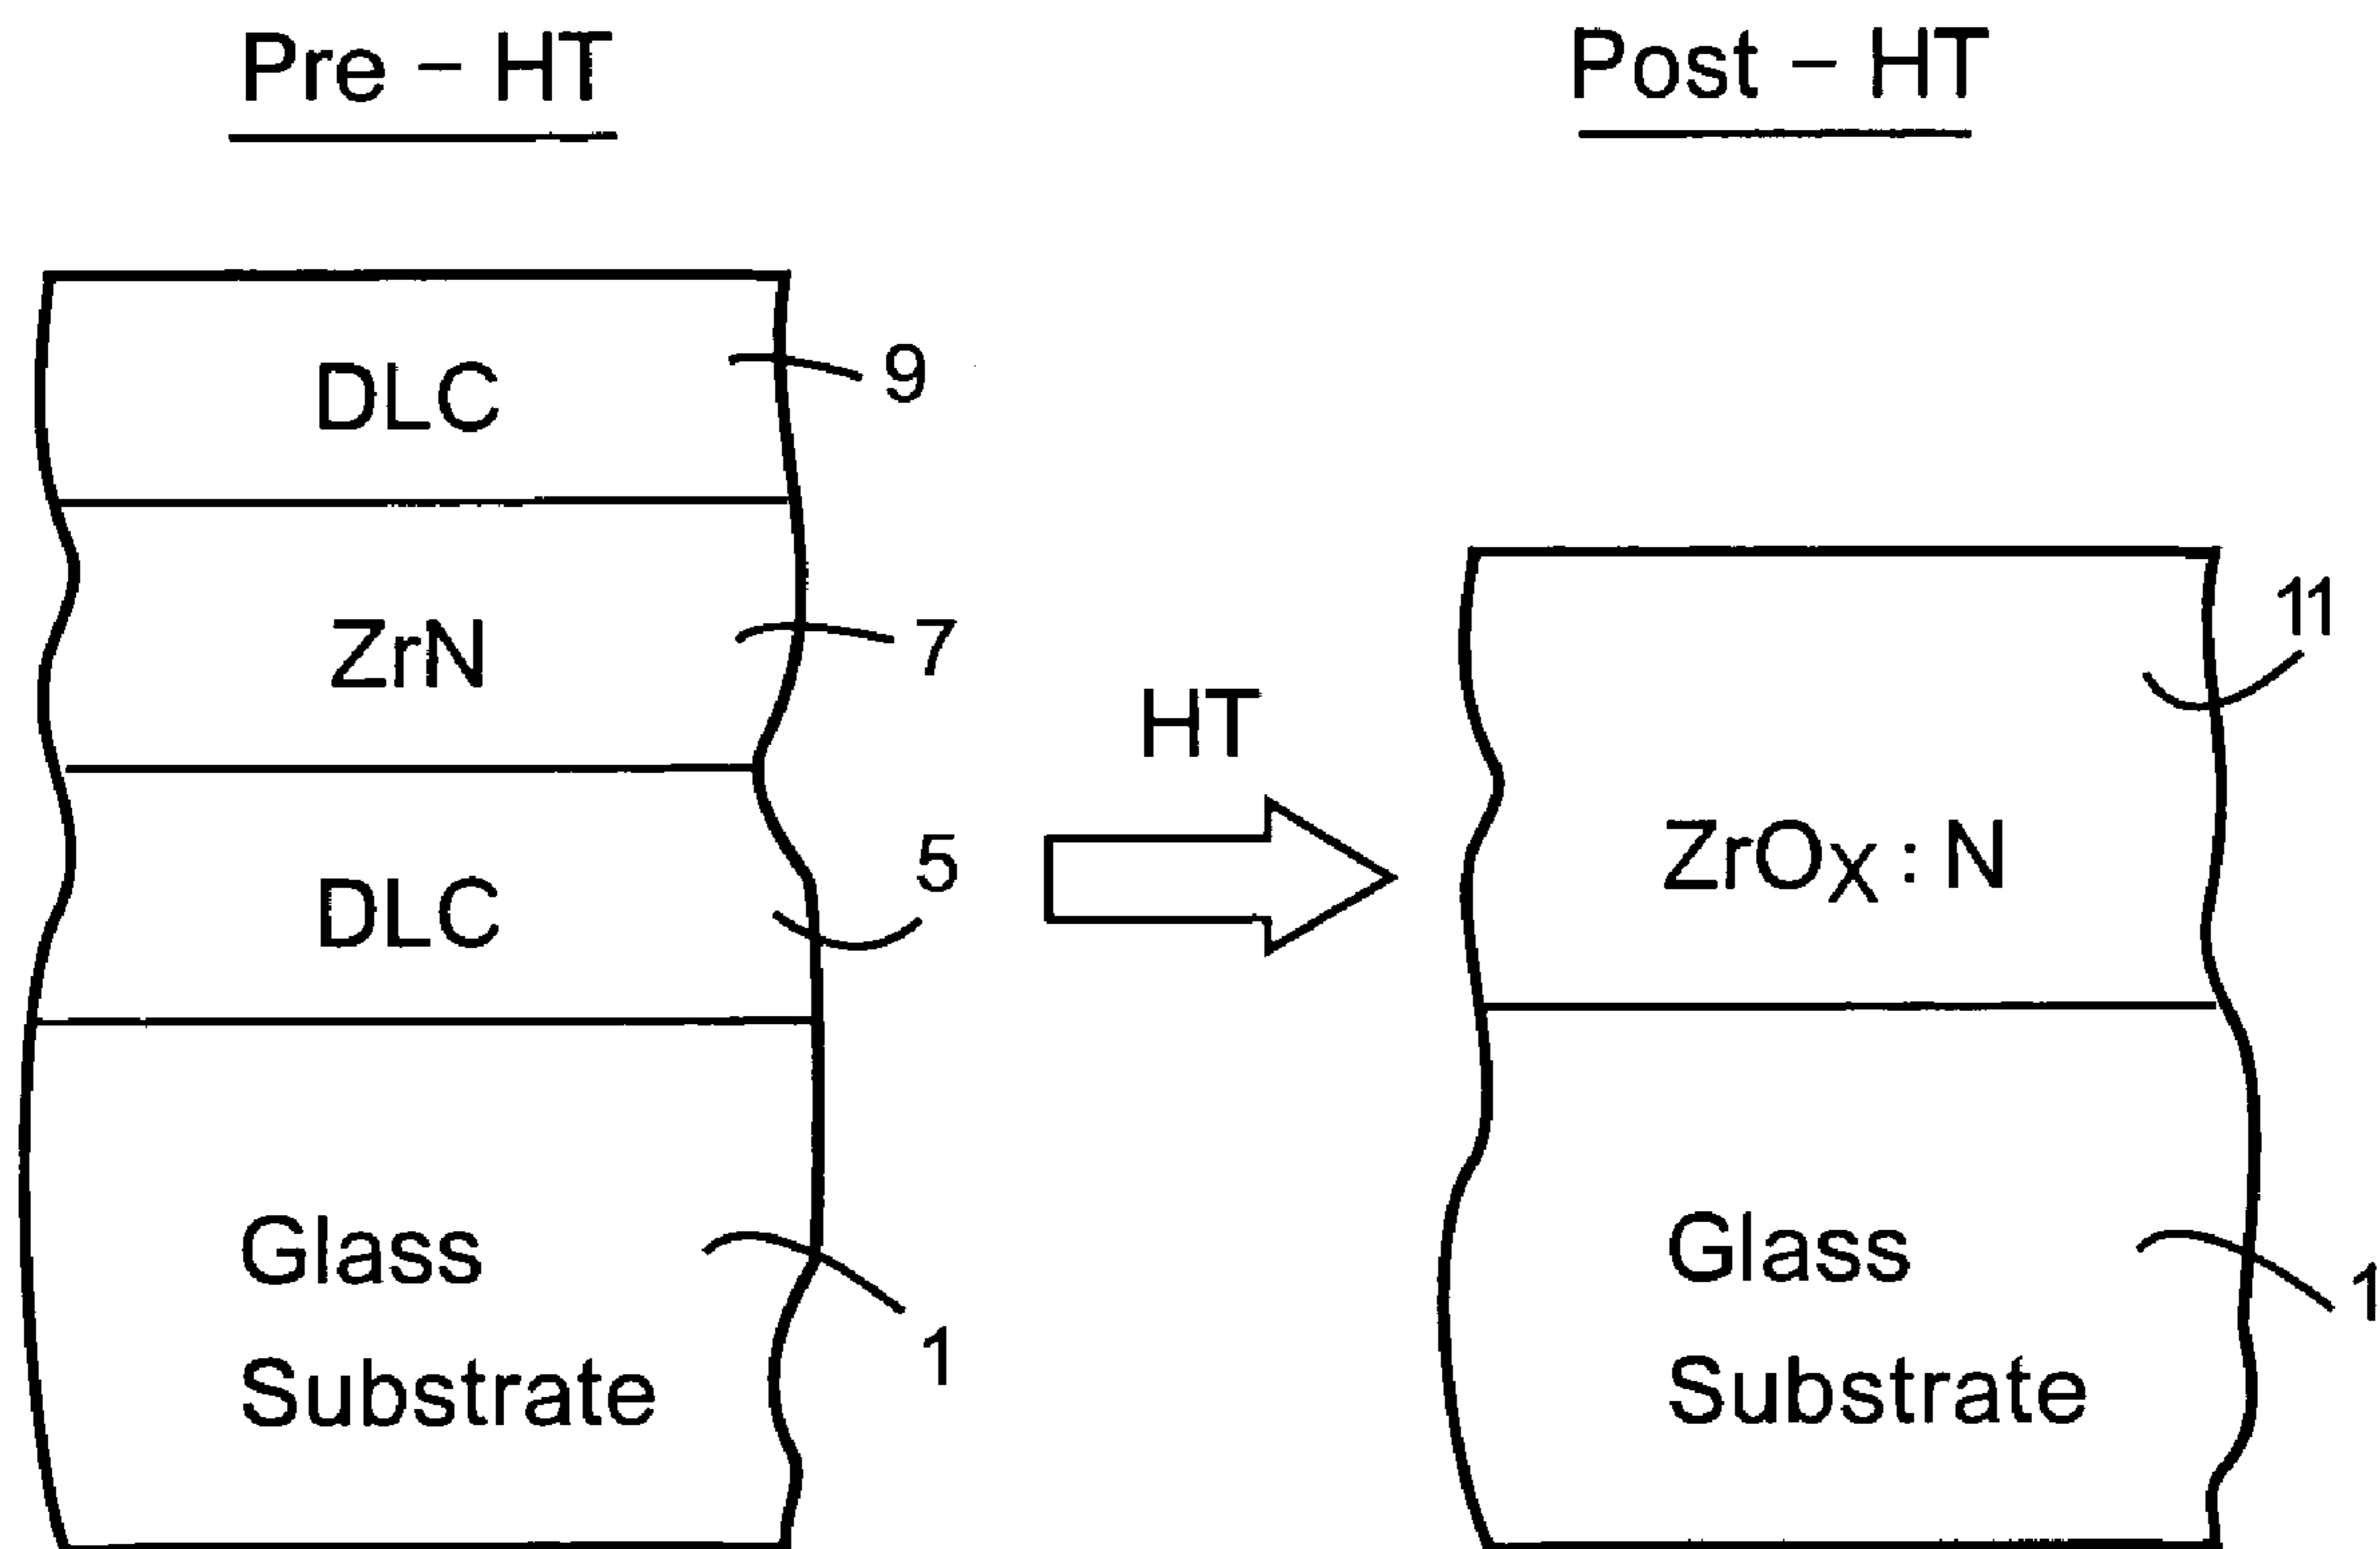 Pre – HT
DLC
9
ZrN
7
DLC
5
Glass
Substrate
1
HT
Post – HT
11
ZrOX : N
Glass
Substrate
1